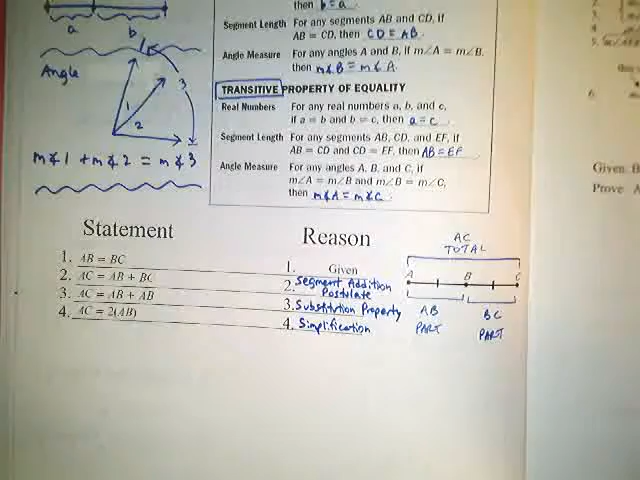 then b = a
a
b
Segment Length For any segments AB and CD, if
AB = CD, then CD = AB.
Angle
Angle Measure For any angles A and B, if m∠A = m∠B.
then m∡B = m∡A.
1
2
3
m∡1 + m∡2 = m∡3
TRANSITIVE PROPERTY OF EQUALITY
Real Numbers For any real numbers a, b, and c,
if a = b and b = c, then a = c.
Segment Length For any segments AB, CD, and EF, if
AB = CD and CD = EF, then AB = EF
Angle Measure For any angles A, B, and C, if
m∠A = m∠B and m∠B = m∠C,
then m∡A = m∡C.
6.
Given: B
Prove A
Statement Reason
1. AB = BC 1. Given
2. AC = AB + BC 2. Segment Addition
Postulate
3. AC = AB + AB 3. Substitution Property
4. AC = 2(AB) 4. Simplification
AC
TOTAL
A B C
AB BC
PART PART